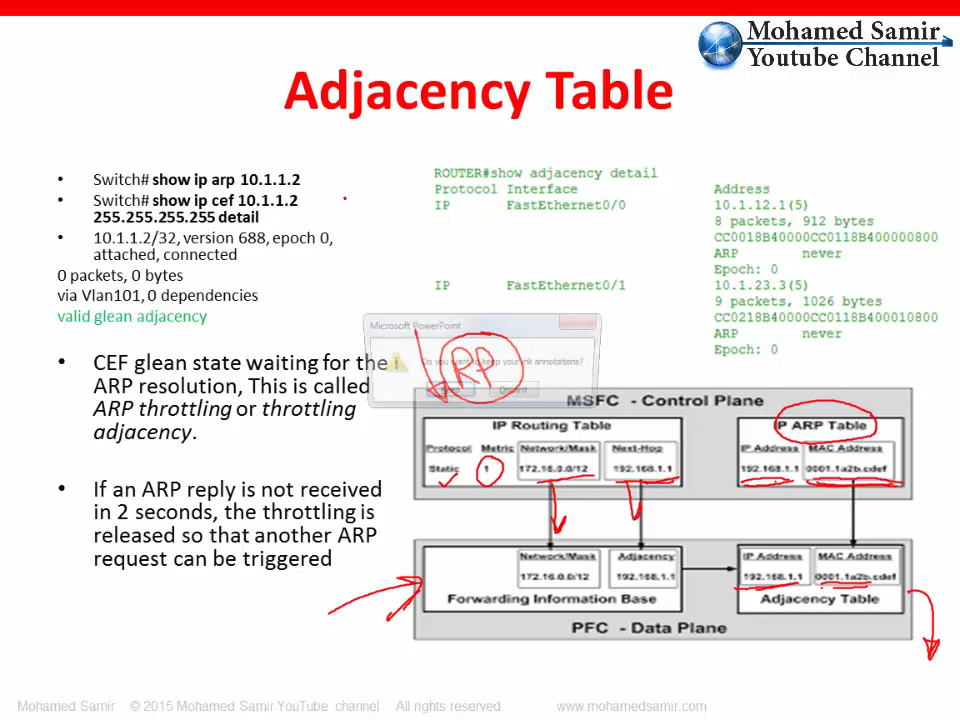 Mohamed Samir
Youtube Channel
Adjacency Table
• Switch# show ip arp 10.1.1.2
• Switch# show ip cef 10.1.1.2
255.255.255.255 detail
• 10.1.1.2/32, version 688, epoch 0,
attached, connected
0 packets, 0 bytes
via Vlan101, 0 dependencies
valid glean adjacency
• CEF glean state waiting for the
ARP resolution, This is called
ARP throttling or throttling
adjacency.
• If an ARP reply is not received
in 2 seconds, the throttling is
released so that another ARP
request can be triggered
ROUTER#show adjacency detail
Protocol Interface Address
IP FastEthernet0/0 10.1.12.1(5)
8 packets, 912 bytes
CC0018B40000CC0118B400000800
ARP never
Epoch: 0
IP FastEthernet0/1 10.1.23.3(5)
9 packets, 1026 bytes
CC0218B40000CC0118B400010800
ARP never
Epoch: 0
Microsoft PowerPoint
Do you want to keep your ink annotations?
Discard
ARP
MSFC - Control Plane
IP Routing Table
Protocol Metric Network/Mask Next-Hop
Static 1 172.16.0.0/12 192.168.1.1
IP ARP Table
IP Address MAC Address
192.168.1.1 0001.1a2b.cdef
Network/Mask Adjacency
172.16.0.0/12 192.168.1.1
Forwarding Information Base
IP Address MAC Address
192.168.1.1 0001.1a2b.cdef
Adjacency Table
PFC - Data Plane
Mohamed Samir © 2015 Mohamed Samir YouTube channel All rights reserved www.mohamedsamir.com